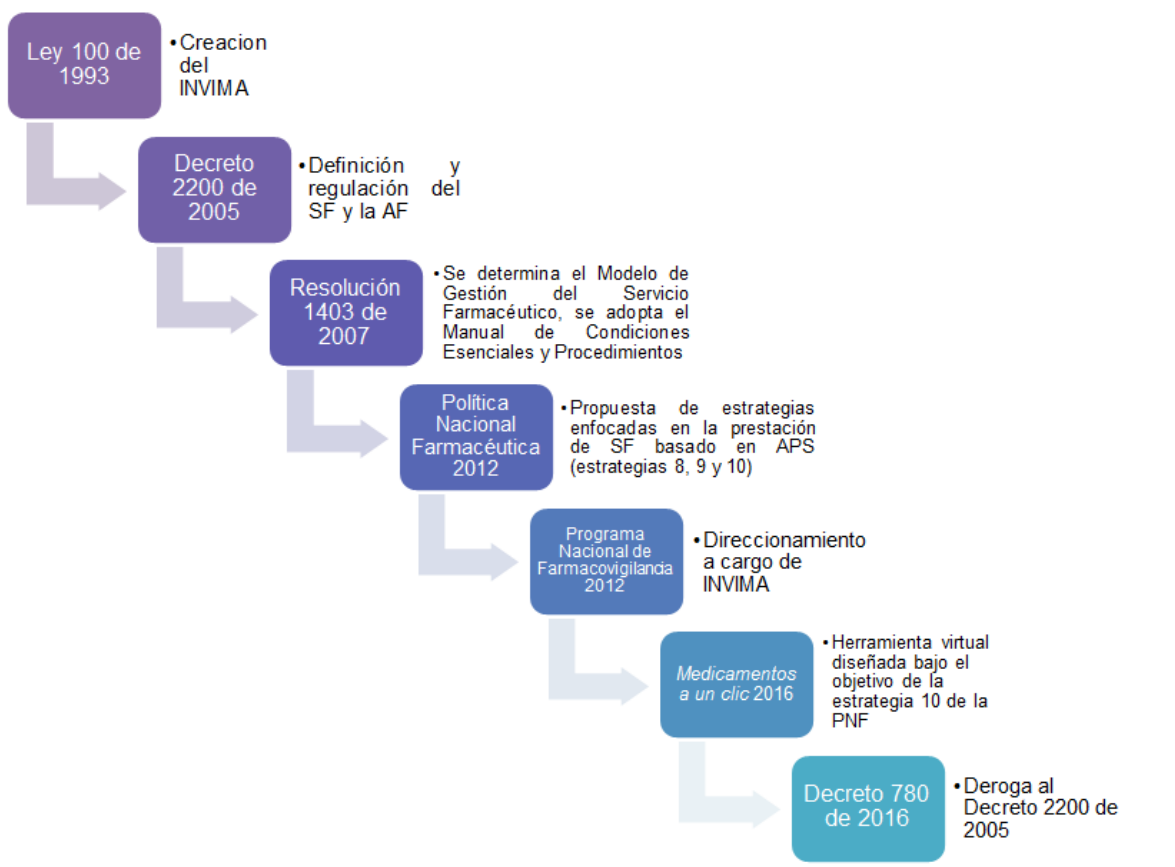 Ley 100 de
1993
•Creacion
del
INVIMA
Decreto
2200 de
2005
•Definición y
regulación del
SF y la AF
Resolución
1403 de
2007
•Se determina el Modelo de
Gestión del Servicio
Farmacéutico, se adopta el
Manual de Condiciones
Esenciales y Procedimientos
Política
Nacional
Farmacéutica
2012
•Propuesta de estrategias
enfocadas en la prestación
de SF basado en APS
(estrategias 8, 9 y 10)
Programa
Nacional de
Farmacovigilancia
2012
•Direccionamiento
a cargo de
INVIMA
Medicamentos
a un clic 2016
•Herramienta virtual
diseñada bajo el
objetivo de la
estrategia 10 de la
PNF
Decreto 780
de 2016
•Deroga al
Decreto 2200 de
2005